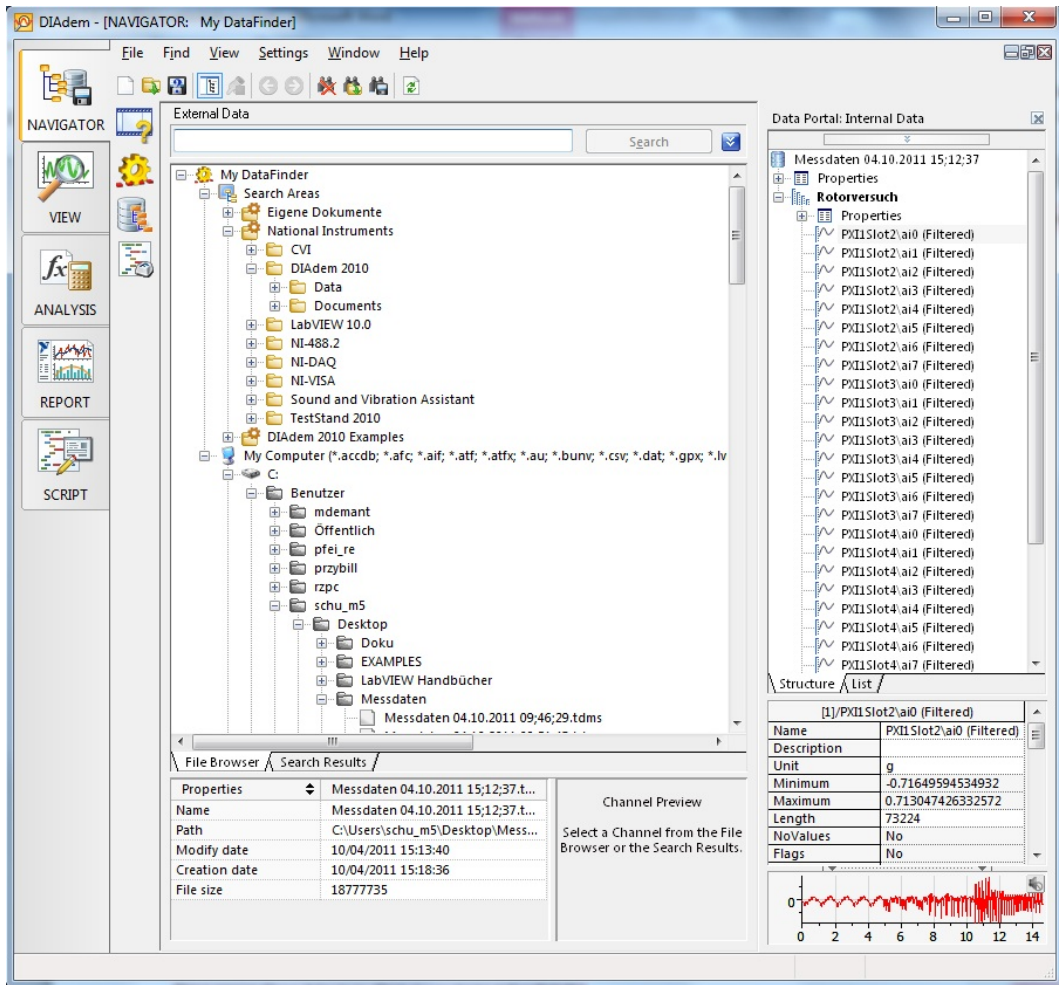 DIAdem - [NAVIGATOR: My DataFinder]
File Find View Settings Window Help
NAVIGATOR
VIEW
ANALYSIS
REPORT
SCRIPT
External Data
Search
My DataFinder
Search Areas
Eigene Dokumente
National Instruments
CVI
DIAdem 2010
Data
Documents
LabVIEW 10.0
NI-488.2
NI-DAQ
NI-VISA
Sound and Vibration Assistant
TestStand 2010
DIAdem 2010 Examples
My Computer (*.accdb; *.afc; *.aif; *.atf; *.atfx; *.au; *.bunv; *.csv; *.dat; *.gpx; *.lv
C:
Benutzer
mdemant
Öffentlich
pfei_re
przybill
rzpc
schu_m5
Desktop
Doku
EXAMPLES
LabVIEW Handbücher
Messdaten
Messdaten 04.10.2011 09;46;29.tdms
File Browser Search Results
Properties Messdaten 04.10.2011 15;12;37.t...
Name Messdaten 04.10.2011 15;12;37.t...
Path C:\Users\schu_m5\Desktop\Mess...
Modify date 10/04/2011 15:13:40
Creation date 10/04/2011 15:18:36
File size 18777735
Channel Preview
Select a Channel from the File
Browser or the Search Results.
Data Portal: Internal Data
Messdaten 04.10.2011 15;12;37
Properties
Rotorversuch
Properties
PXI1Slot2\ai0 (Filtered)
PXI1Slot2\ai1 (Filtered)
PXI1Slot2\ai2 (Filtered)
PXI1Slot2\ai3 (Filtered)
PXI1Slot2\ai4 (Filtered)
PXI1Slot2\ai5 (Filtered)
PXI1Slot2\ai6 (Filtered)
PXI1Slot2\ai7 (Filtered)
PXI1Slot3\ai0 (Filtered)
PXI1Slot3\ai1 (Filtered)
PXI1Slot3\ai2 (Filtered)
PXI1Slot3\ai3 (Filtered)
PXI1Slot3\ai4 (Filtered)
PXI1Slot3\ai5 (Filtered)
PXI1Slot3\ai6 (Filtered)
PXI1Slot3\ai7 (Filtered)
PXI1Slot4\ai0 (Filtered)
PXI1Slot4\ai1 (Filtered)
PXI1Slot4\ai2 (Filtered)
PXI1Slot4\ai3 (Filtered)
PXI1Slot4\ai4 (Filtered)
PXI1Slot4\ai5 (Filtered)
PXI1Slot4\ai6 (Filtered)
PXI1Slot4\ai7 (Filtered)
Structure List
[1]/PXI1Slot2\ai0 (Filtered)
Name PXI1Slot2\ai0 (Filtered)
Description
Unit g
Minimum -0.71649594534932
Maximum 0.713047426332572
Length 73224
NoValues No
Flags No
0
0 2 4 6 8 10 12 14